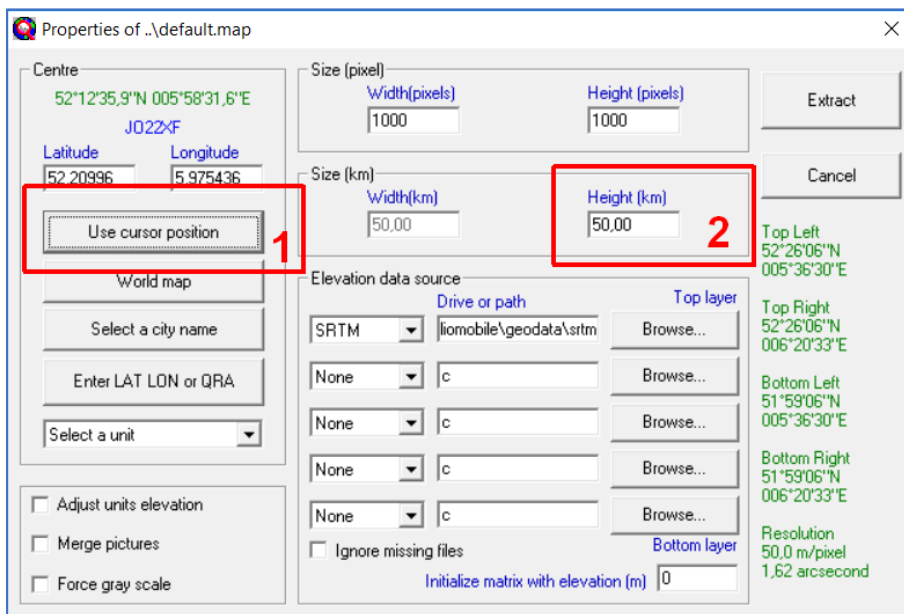 Properties of ..\default.map
Centre
52°12'35,9''N 005°58'31,6''E
JO22XF
Latitude Longitude
52.20996 5.975436
Use cursor position
1
World map
Select a city name
Enter LAT LON or QRA
Select a unit
Adjust units elevation
Merge pictures
Force gray scale
Size (pixel)
Width(pixels) Height (pixels)
1000 1000
Size (km)
Width(km) Height (km)
50,00 50,00
2
Elevation data source
Drive or path Top layer
SRTM liomobile\geodata\srtm Browse...
None c Browse...
None c Browse...
None c Browse...
None c Browse...
Ignore missing files Bottom layer
Initialize matrix with elevation (m) 0
Extract
Cancel
Top Left
52°26'06''N
005°36'30''E
Top Right
52°26'06''N
006°20'33''E
Bottom Left
51°59'06''N
005°36'30''E
Bottom Right
51°59'06''N
006°20'33''E
Resolution
50,0 m/pixel
1,62 arcsecond